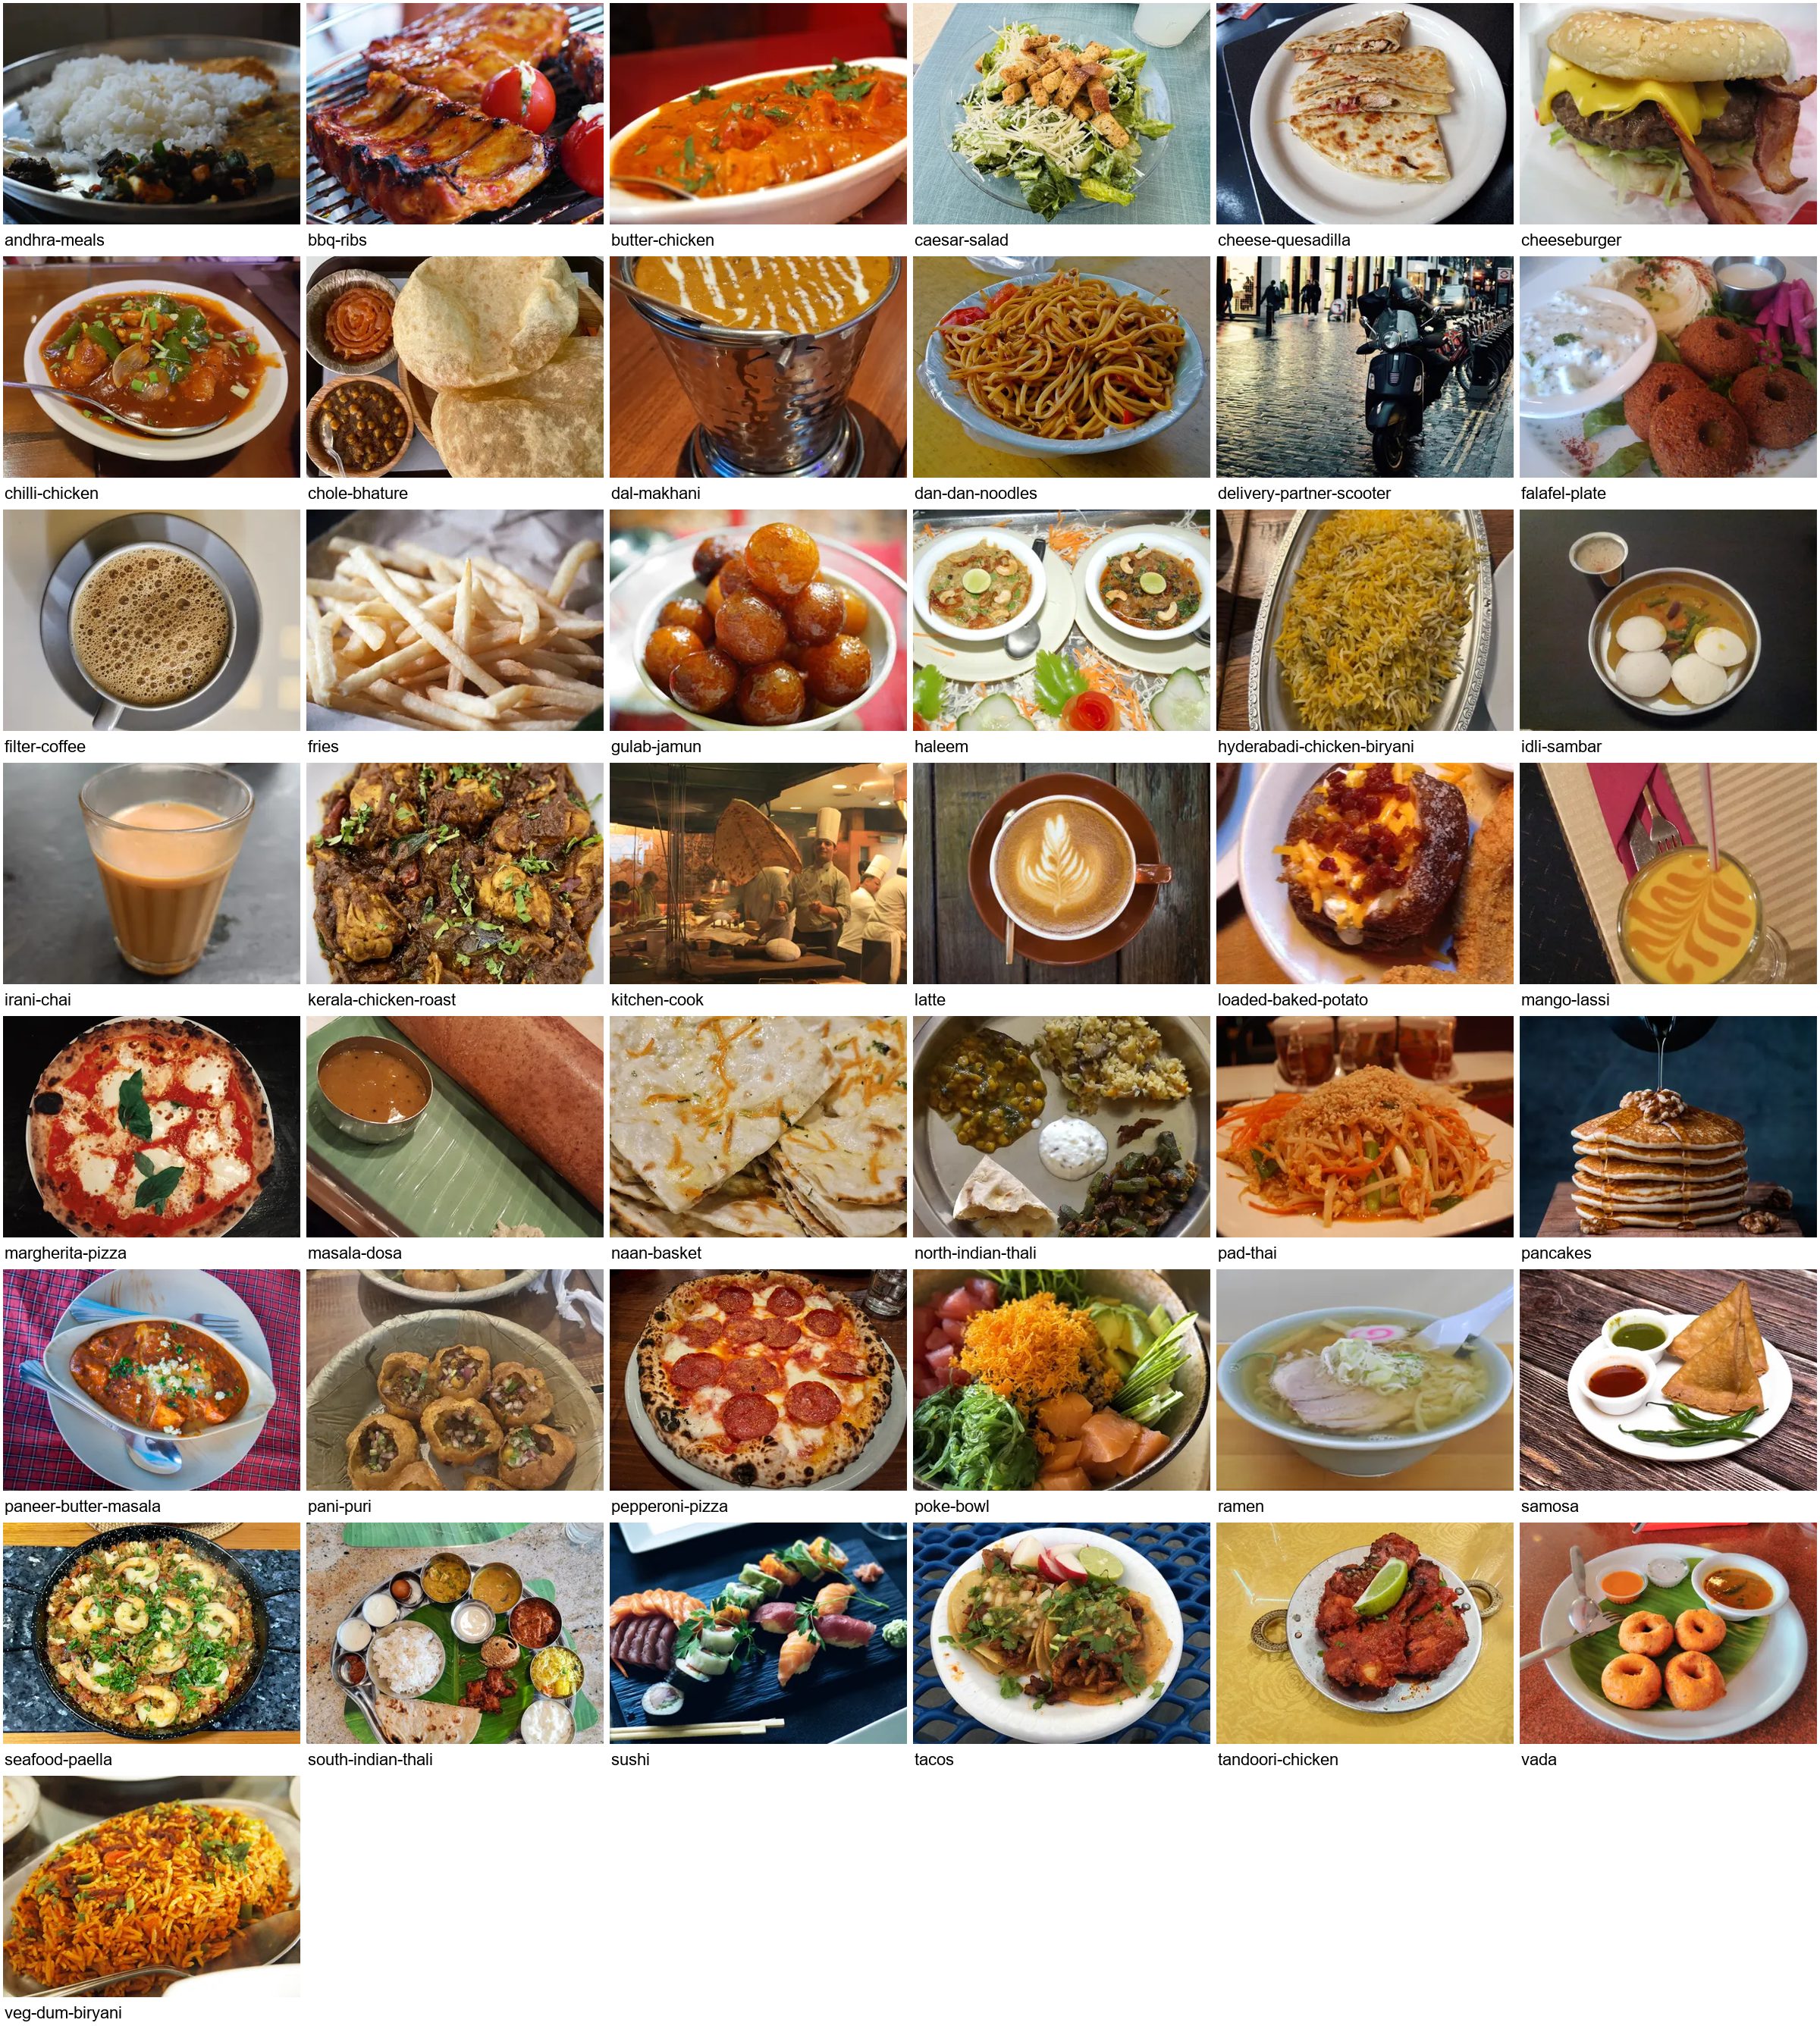 andhra-meals
bbq-ribs
butter-chicken
caesar-salad
cheese-quesadilla
cheeseburger
chilli-chicken
chole-bhature
dal-makhani
dan-dan-noodles
delivery-partner-scooter
falafel-plate
filter-coffee
fries
gulab-jamun
haleem
hyderabadi-chicken-biryani
idli-sambar
irani-chai
kerala-chicken-roast
kitchen-cook
latte
loaded-baked-potato
mango-lassi
margherita-pizza
masala-dosa
naan-basket
north-indian-thali
pad-thai
pancakes
paneer-butter-masala
pani-puri
pepperoni-pizza
poke-bowl
ramen
samosa
seafood-paella
south-indian-thali
sushi
tacos
tandoori-chicken
vada
veg-dum-biryani